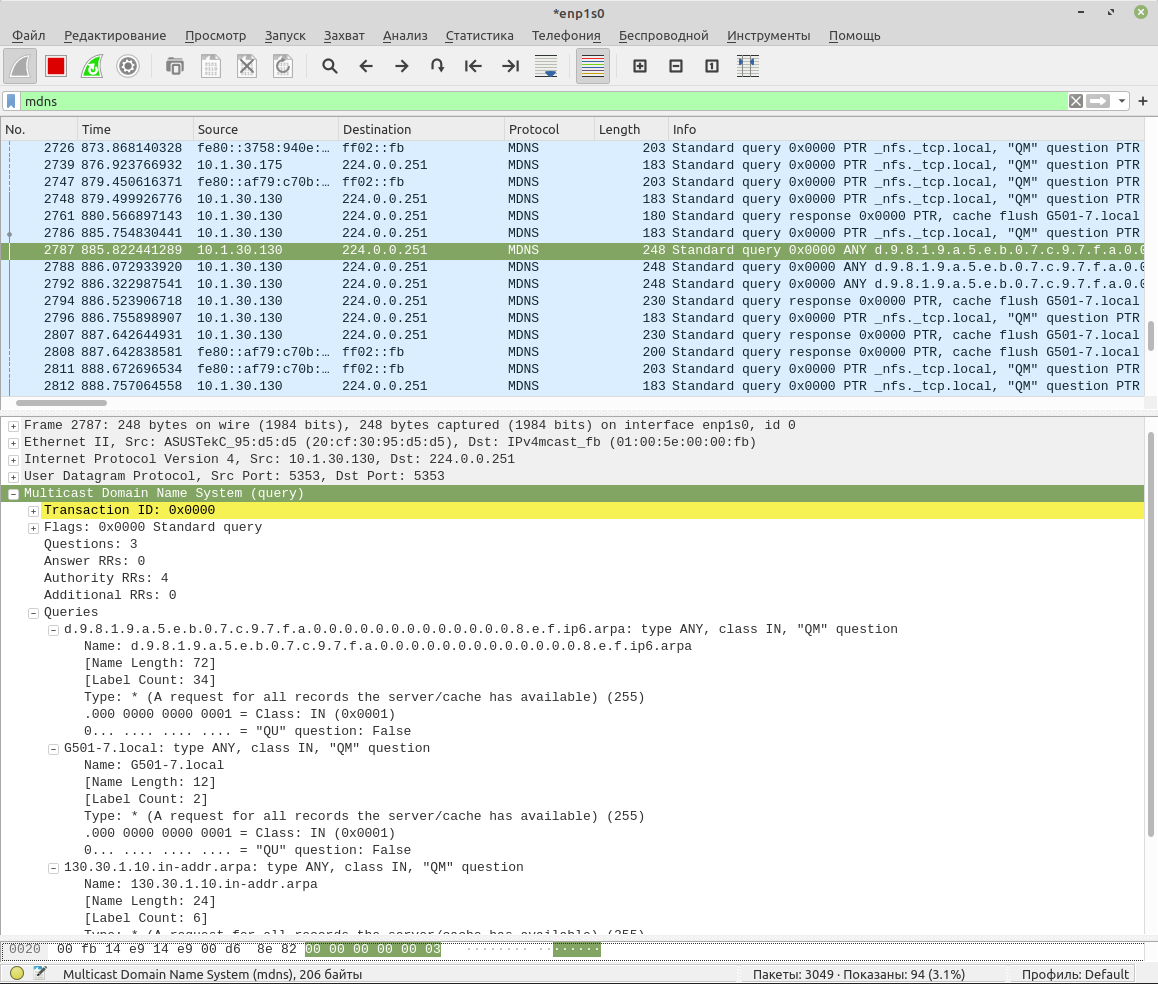 *enp1s0
Файл Редактирование Просмотр Запуск Захват Анализ Статистика Телефония Беспроводной Инструменты Помощь
mdns
No. Time Source Destination Protocol Length Info
2726 873.868140328 fe80::3758:940e:… ff02::fb MDNS 203 Standard query 0x0000 PTR _nfs._tcp.local, "QM" question PTR
2739 876.923766932 10.1.30.175 224.0.0.251 MDNS 183 Standard query 0x0000 PTR _nfs._tcp.local, "QM" question PTR
2747 879.450616371 fe80::af79:c70b:… ff02::fb MDNS 203 Standard query 0x0000 PTR _nfs._tcp.local, "QM" question PTR
2748 879.499926776 10.1.30.130 224.0.0.251 MDNS 183 Standard query 0x0000 PTR _nfs._tcp.local, "QM" question PTR
2761 880.566897143 10.1.30.130 224.0.0.251 MDNS 180 Standard query response 0x0000 PTR, cache flush G501-7.local
2786 885.754830441 10.1.30.130 224.0.0.251 MDNS 183 Standard query 0x0000 PTR _nfs._tcp.local, "QM" question PTR
2787 885.822441289 10.1.30.130 224.0.0.251 MDNS 248 Standard query 0x0000 ANY d.9.8.1.9.a.5.e.b.0.7.c.9.7.f.a.0.0
2788 886.072933920 10.1.30.130 224.0.0.251 MDNS 248 Standard query 0x0000 ANY d.9.8.1.9.a.5.e.b.0.7.c.9.7.f.a.0.0
2792 886.322987541 10.1.30.130 224.0.0.251 MDNS 248 Standard query 0x0000 ANY d.9.8.1.9.a.5.e.b.0.7.c.9.7.f.a.0.0
2794 886.523906718 10.1.30.130 224.0.0.251 MDNS 230 Standard query response 0x0000 PTR, cache flush G501-7.local
2796 886.755898907 10.1.30.130 224.0.0.251 MDNS 183 Standard query 0x0000 PTR _nfs._tcp.local, "QM" question PTR
2807 887.642644931 10.1.30.130 224.0.0.251 MDNS 230 Standard query response 0x0000 PTR, cache flush G501-7.local
2808 887.642838581 fe80::af79:c70b:… ff02::fb MDNS 200 Standard query response 0x0000 PTR, cache flush G501-7.local
2811 888.672696534 fe80::af79:c70b:… ff02::fb MDNS 203 Standard query 0x0000 PTR _nfs._tcp.local, "QM" question PTR
2812 888.757064558 10.1.30.130 224.0.0.251 MDNS 183 Standard query 0x0000 PTR _nfs._tcp.local, "QM" question PTR
Frame 2787: 248 bytes on wire (1984 bits), 248 bytes captured (1984 bits) on interface enp1s0, id 0
Ethernet II, Src: ASUSTekC_95:d5:d5 (20:cf:30:95:d5:d5), Dst: IPv4mcast_fb (01:00:5e:00:00:fb)
Internet Protocol Version 4, Src: 10.1.30.130, Dst: 224.0.0.251
User Datagram Protocol, Src Port: 5353, Dst Port: 5353
Multicast Domain Name System (query)
Transaction ID: 0x0000
Flags: 0x0000 Standard query
Questions: 3
Answer RRs: 0
Authority RRs: 4
Additional RRs: 0
Queries
d.9.8.1.9.a.5.e.b.0.7.c.9.7.f.a.0.0.0.0.0.0.0.0.0.0.0.0.0.8.e.f.ip6.arpa: type ANY, class IN, "QM" question
Name: d.9.8.1.9.a.5.e.b.0.7.c.9.7.f.a.0.0.0.0.0.0.0.0.0.0.0.0.0.8.e.f.ip6.arpa
[Name Length: 72]
[Label Count: 34]
Type: * (A request for all records the server/cache has available) (255)
.000 0000 0000 0001 = Class: IN (0x0001)
0... .... .... .... = "QU" question: False
G501-7.local: type ANY, class IN, "QM" question
Name: G501-7.local
[Name Length: 12]
[Label Count: 2]
Type: * (A request for all records the server/cache has available) (255)
.000 0000 0000 0001 = Class: IN (0x0001)
0... .... .... .... = "QU" question: False
130.30.1.10.in-addr.arpa: type ANY, class IN, "QM" question
Name: 130.30.1.10.in-addr.arpa
[Name Length: 24]
[Label Count: 6]
Type: * (A request for all records the server/cache has available) (255)
0020 00 fb 14 e9 14 e9 00 d6 8e 82 00 00 00 00 00 03 ········ ········
Multicast Domain Name System (mdns), 206 байты Пакеты: 3049 · Показаны: 94 (3.1%) Профиль: Default